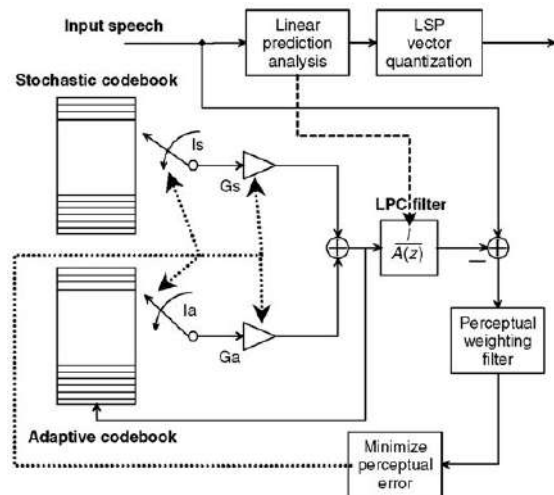 Input speech
Linear
prediction
analysis
LSP
vector
quantization
Stochastic codebook
Is
Gs
LPC filter
1
A(z)
Ia
Ga
Perceptual
weighting
filter
Adaptive codebook
Minimize
perceptual
error